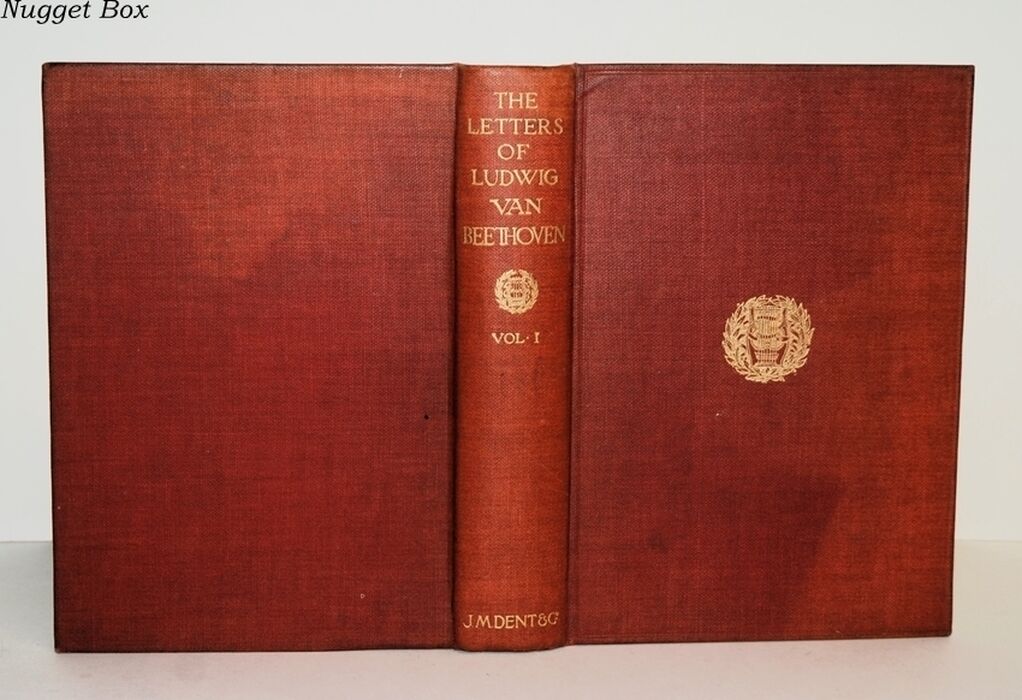 Nugget Box
THE
LETTERS
OF
LUDWIG
VAN
BEETHOVEN
VOL · I
J. M. DENT & Co